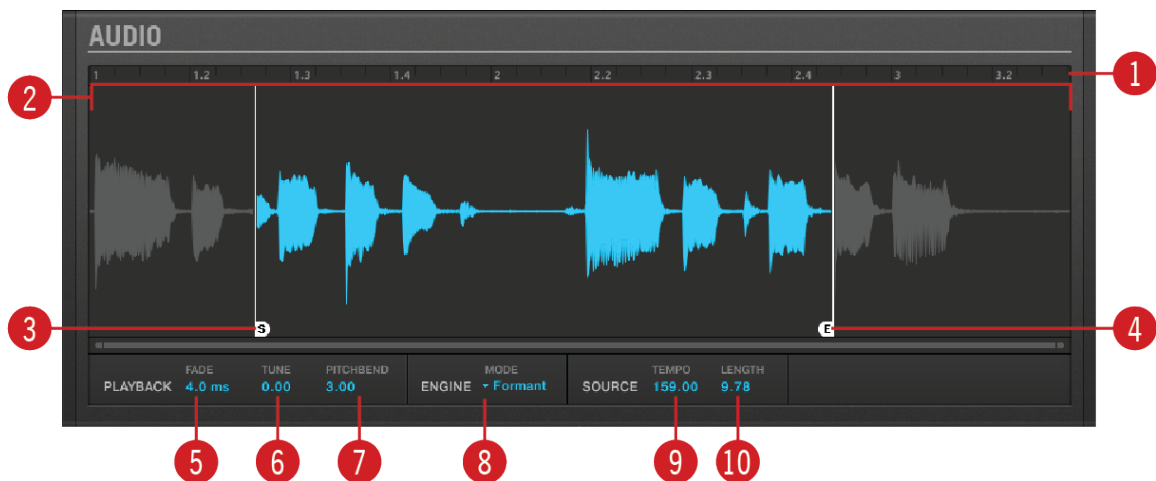 AUDIO
1 1.2 1.3 1.4 2 2.2 2.3 2.4 3 3.2
1
2
3
S
E
4
FADE TUNE PITCHBEND MODE TEMPO LENGTH
PLAYBACK 4.0 ms 0.00 3.00 ENGINE Formant SOURCE 159.00 9.78
5 6 7 8 9 10